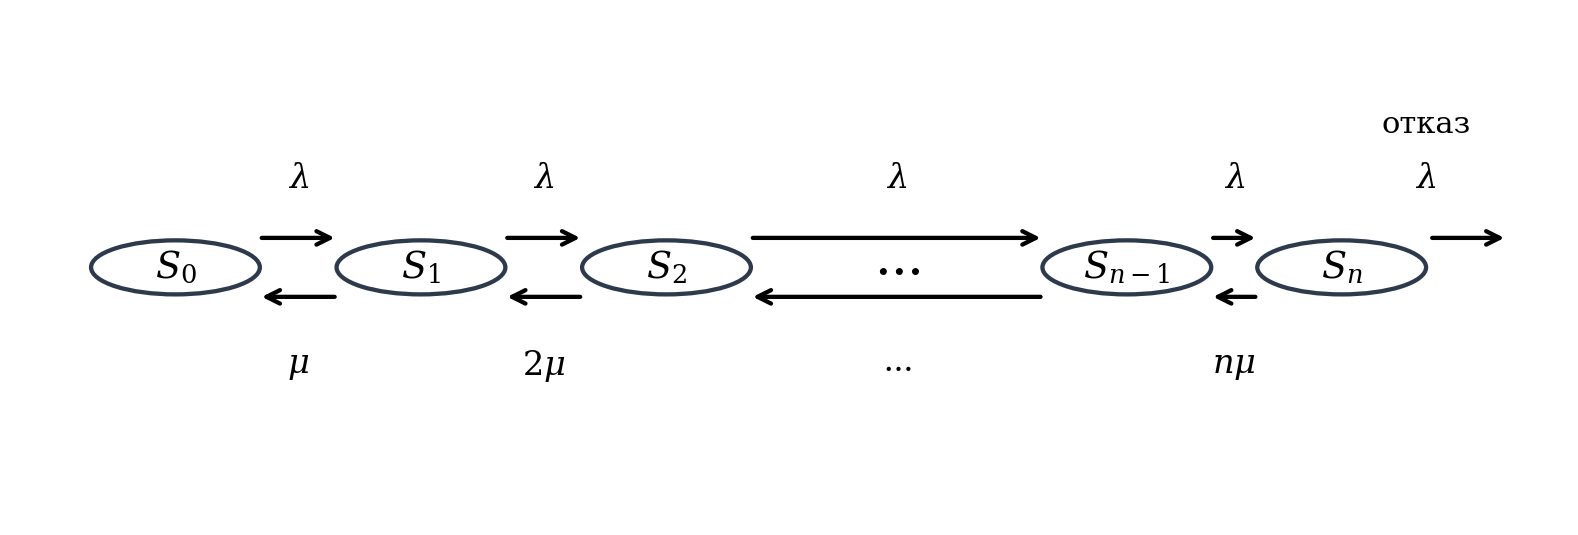 отказ
λ λ λ λ λ
S₀ S₁ S₂ ... Sₙ₋₁ Sₙ
μ 2μ ... nμ